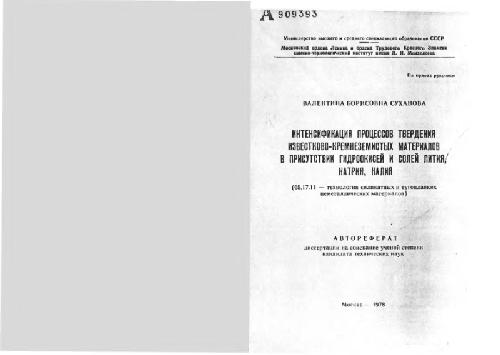 А 909393
Министерство высшего и среднего специального образования СССР
Московский ордена Ленина и ордена Трудового Красного Знамени
химико-технологический институт имени Д. И. Менделеева
На правах рукописи
ВАЛЕНТИНА БОРИСОВНА СУХАНОВА
ИНТЕНСИФИКАЦИЯ ПРОЦЕССОВ ТВЕРДЕНИЯ
ИЗВЕСТКОВО-КРЕМНЕЗЕМИСТЫХ МАТЕРИАЛОВ
В ПРИСУТСТВИИ ГИДРООКИСЕЙ И СОЛЕЙ ЛИТИЯ,
НАТРИЯ, КАЛИЯ
(05.17.11 — технология силикатных и тугоплавких
неметаллических материалов)
АВТОРЕФЕРАТ
диссертации на соискание ученой степени
кандидата технических наук
Москва — 1978